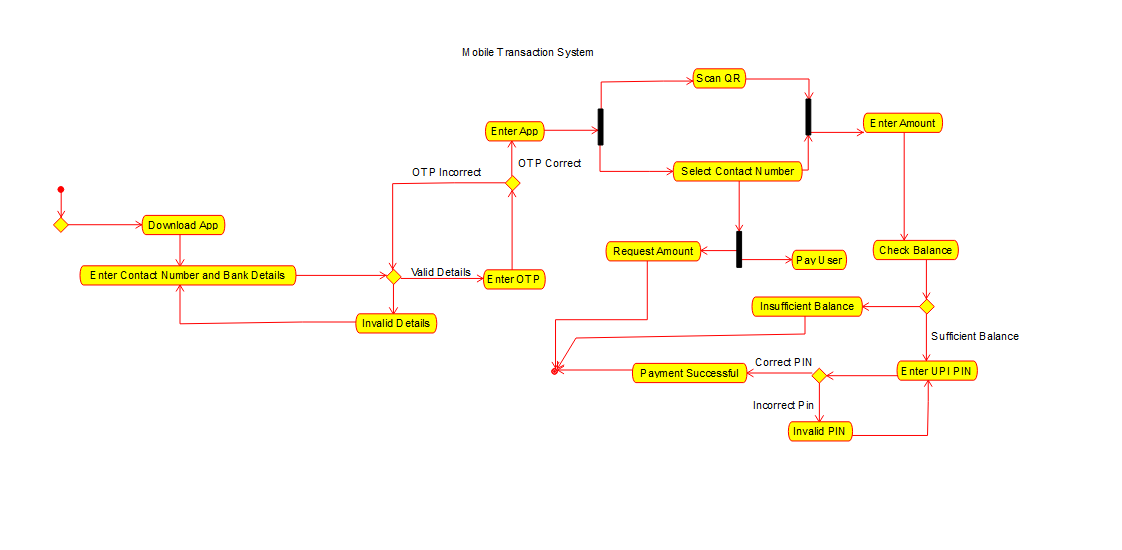 Mobile Transaction System
Scan QR
Enter App
Enter Amount
OTP Correct
OTP Incorrect
Select Contact Number
Download App
Request Amount
Check Balance
Pay User
Enter Contact Number and Bank Details
Valid Details
Enter OTP
Insufficient Balance
Invalid Details
Sufficient Balance
Correct PIN
Payment Successful
Enter UPI PIN
Incorrect Pin
Invalid PIN